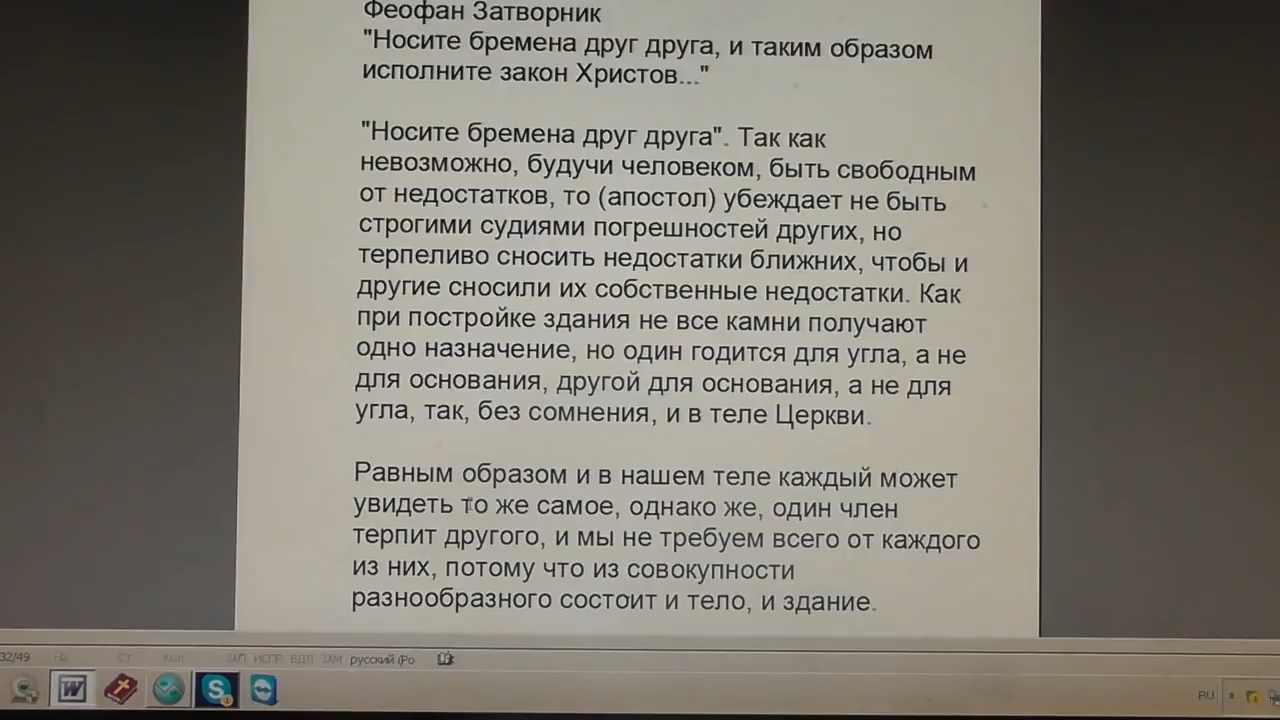 Феофан Затворник
"Носите бремена друг друга, и таким образом
исполните закон Христов..."
"Носите бремена друг друга". Так как
невозможно, будучи человеком, быть свободным
от недостатков, то (апостол) убеждает не быть
строгими судиями погрешностей других, но
терпеливо сносить недостатки ближних, чтобы и
другие сносили их собственные недостатки. Как
при постройке здания не все камни получают
одно назначение, но один годится для угла, а не
для основания, другой для основания, а не для
угла, так, без сомнения, и в теле Церкви.
Равным образом и в нашем теле каждый может
увидеть то же самое, однако же, один член
терпит другого, и мы не требуем всего от каждого
из них, потому что из совокупности
разнообразного состоит и тело, и здание.
32/49 На Ст Кол ЗАП ИСПР ВДЛ ЗАМ русский (Ро
W S RU